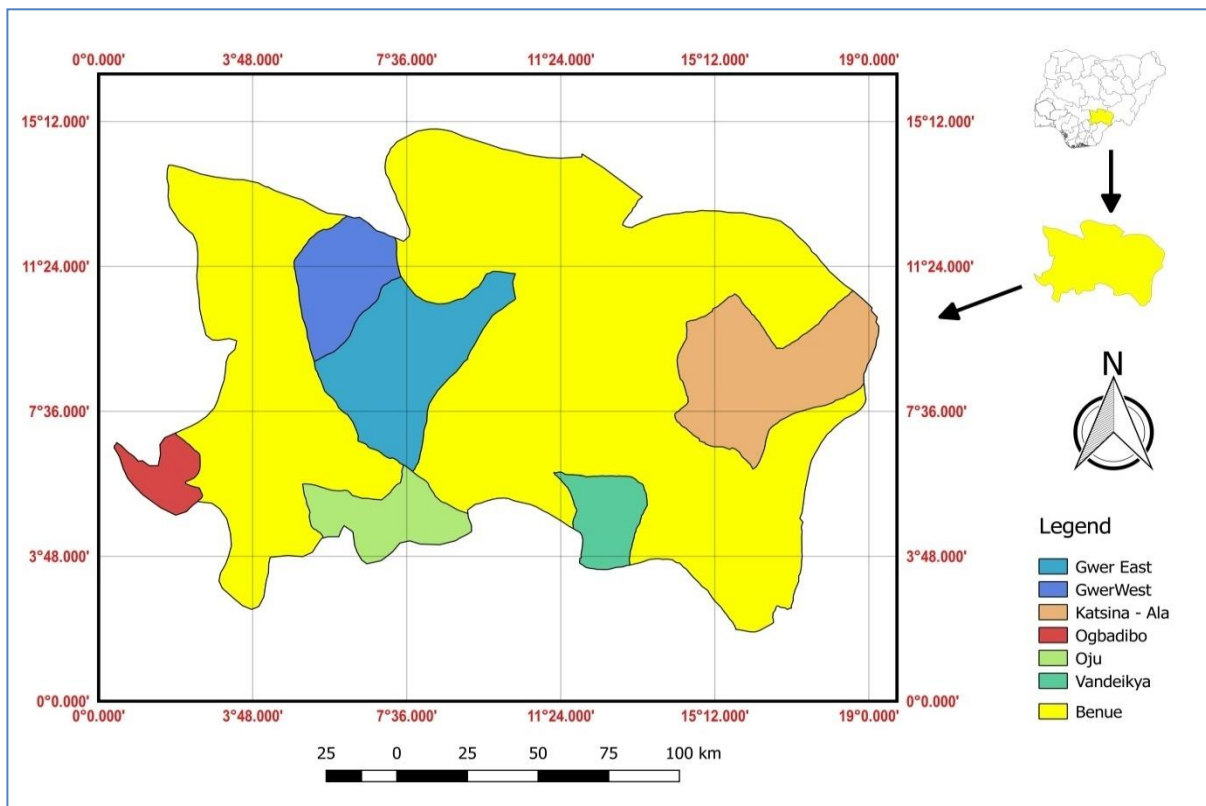 0°0.000' 3°48.000' 7°36.000' 11°24.000' 15°12.000' 19°0.000'
15°12.000' 15°12.000'
11°24.000' 11°24.000'
7°36.000' 7°36.000'
3°48.000' 3°48.000'
0°0.000' 0°0.000'
0°0.000' 3°48.000' 7°36.000' 11°24.000' 15°12.000' 19°0.000'
25 0 25 50 75 100 km
N
Legend
Gwer East
GwerWest
Katsina - Ala
Ogbadibo
Oju
Vandeikya
Benue